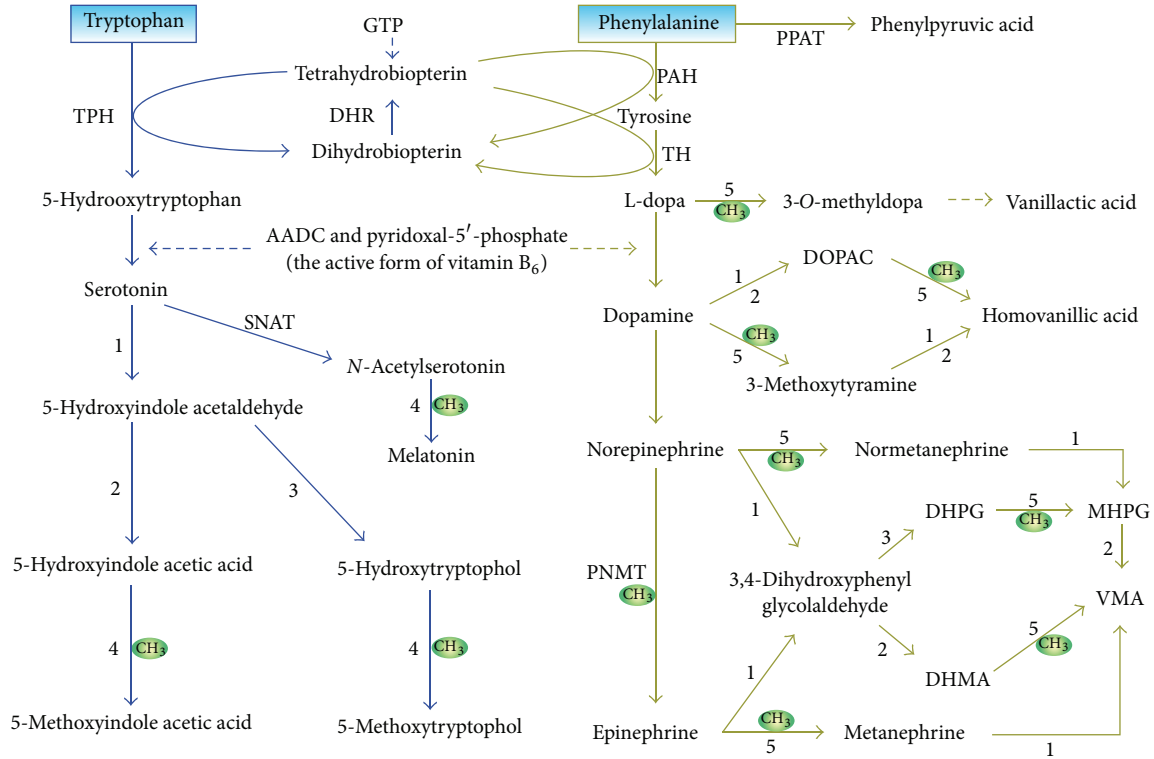 Tryptophan
GTP
Phenylalanine
PPAT
Phenylpyruvic acid
Tetrahydrobiopterin
PAH
TPH
DHR
Tyrosine
Dihydrobiopterin
TH
5-Hydrooxytryptophan
L-dopa
5
CH3
3-O-methyldopa
Vanillactic acid
AADC and pyridoxal-5′-phosphate
(the active form of vitamin B6)
DOPAC
1
2
CH3
5
Serotonin
Dopamine
Homovanillic acid
SNAT
1
CH3
5
1
2
N-Acetylserotonin
3-Methoxytyramine
5-Hydroxyindole acetaldehyde
4
CH3
Melatonin
Norepinephrine
5
CH3
Normetanephrine
1
2
3
1
DHPG
5
CH3
MHPG
3
2
5-Hydroxyindole acetic acid
5-Hydroxytryptophol
PNMT
CH3
3,4-Dihydroxyphenyl
glycolaldehyde
VMA
4
CH3
4
CH3
1
2
5
CH3
DHMA
5-Methoxyindole acetic acid
5-Methoxytryptophol
Epinephrine
CH3
5
Metanephrine
1